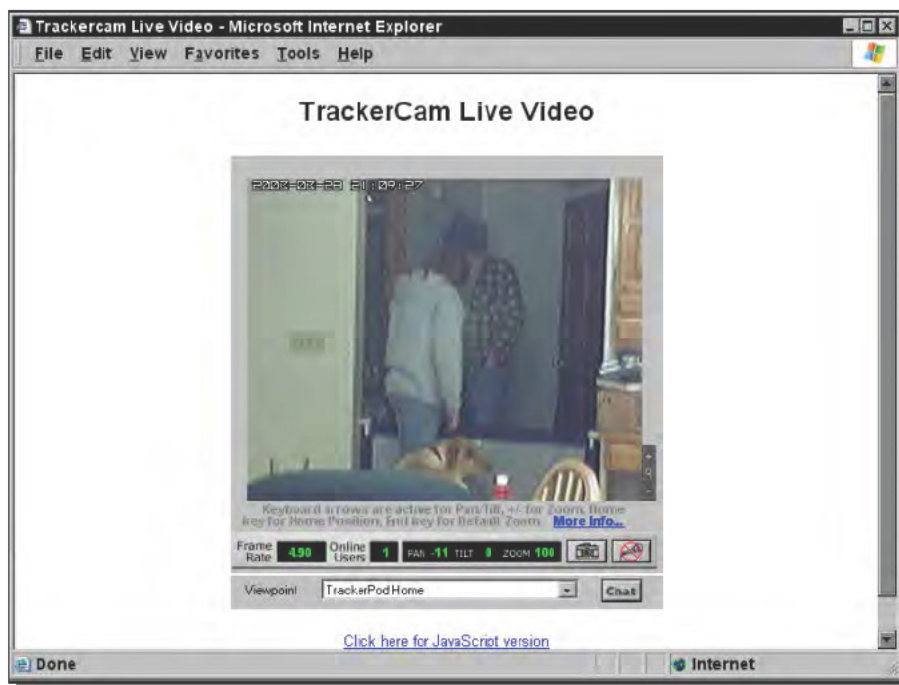 Trackercam Live Video - Microsoft Internet Explorer
File Edit View Favorites Tools Help
TrackerCam Live Video
21:09:27
Keyboard arrows are active for Pan/Tilt, +/- for Zoom, Home
key for Home Position, End key for Default Zoom More Info...
Frame Rate 4.90 Online Users 1 PAN -11 TILT 0 ZOOM 100
Viewpoint TrackerPod Home Chat
Click here for JavaScript version
Done Internet